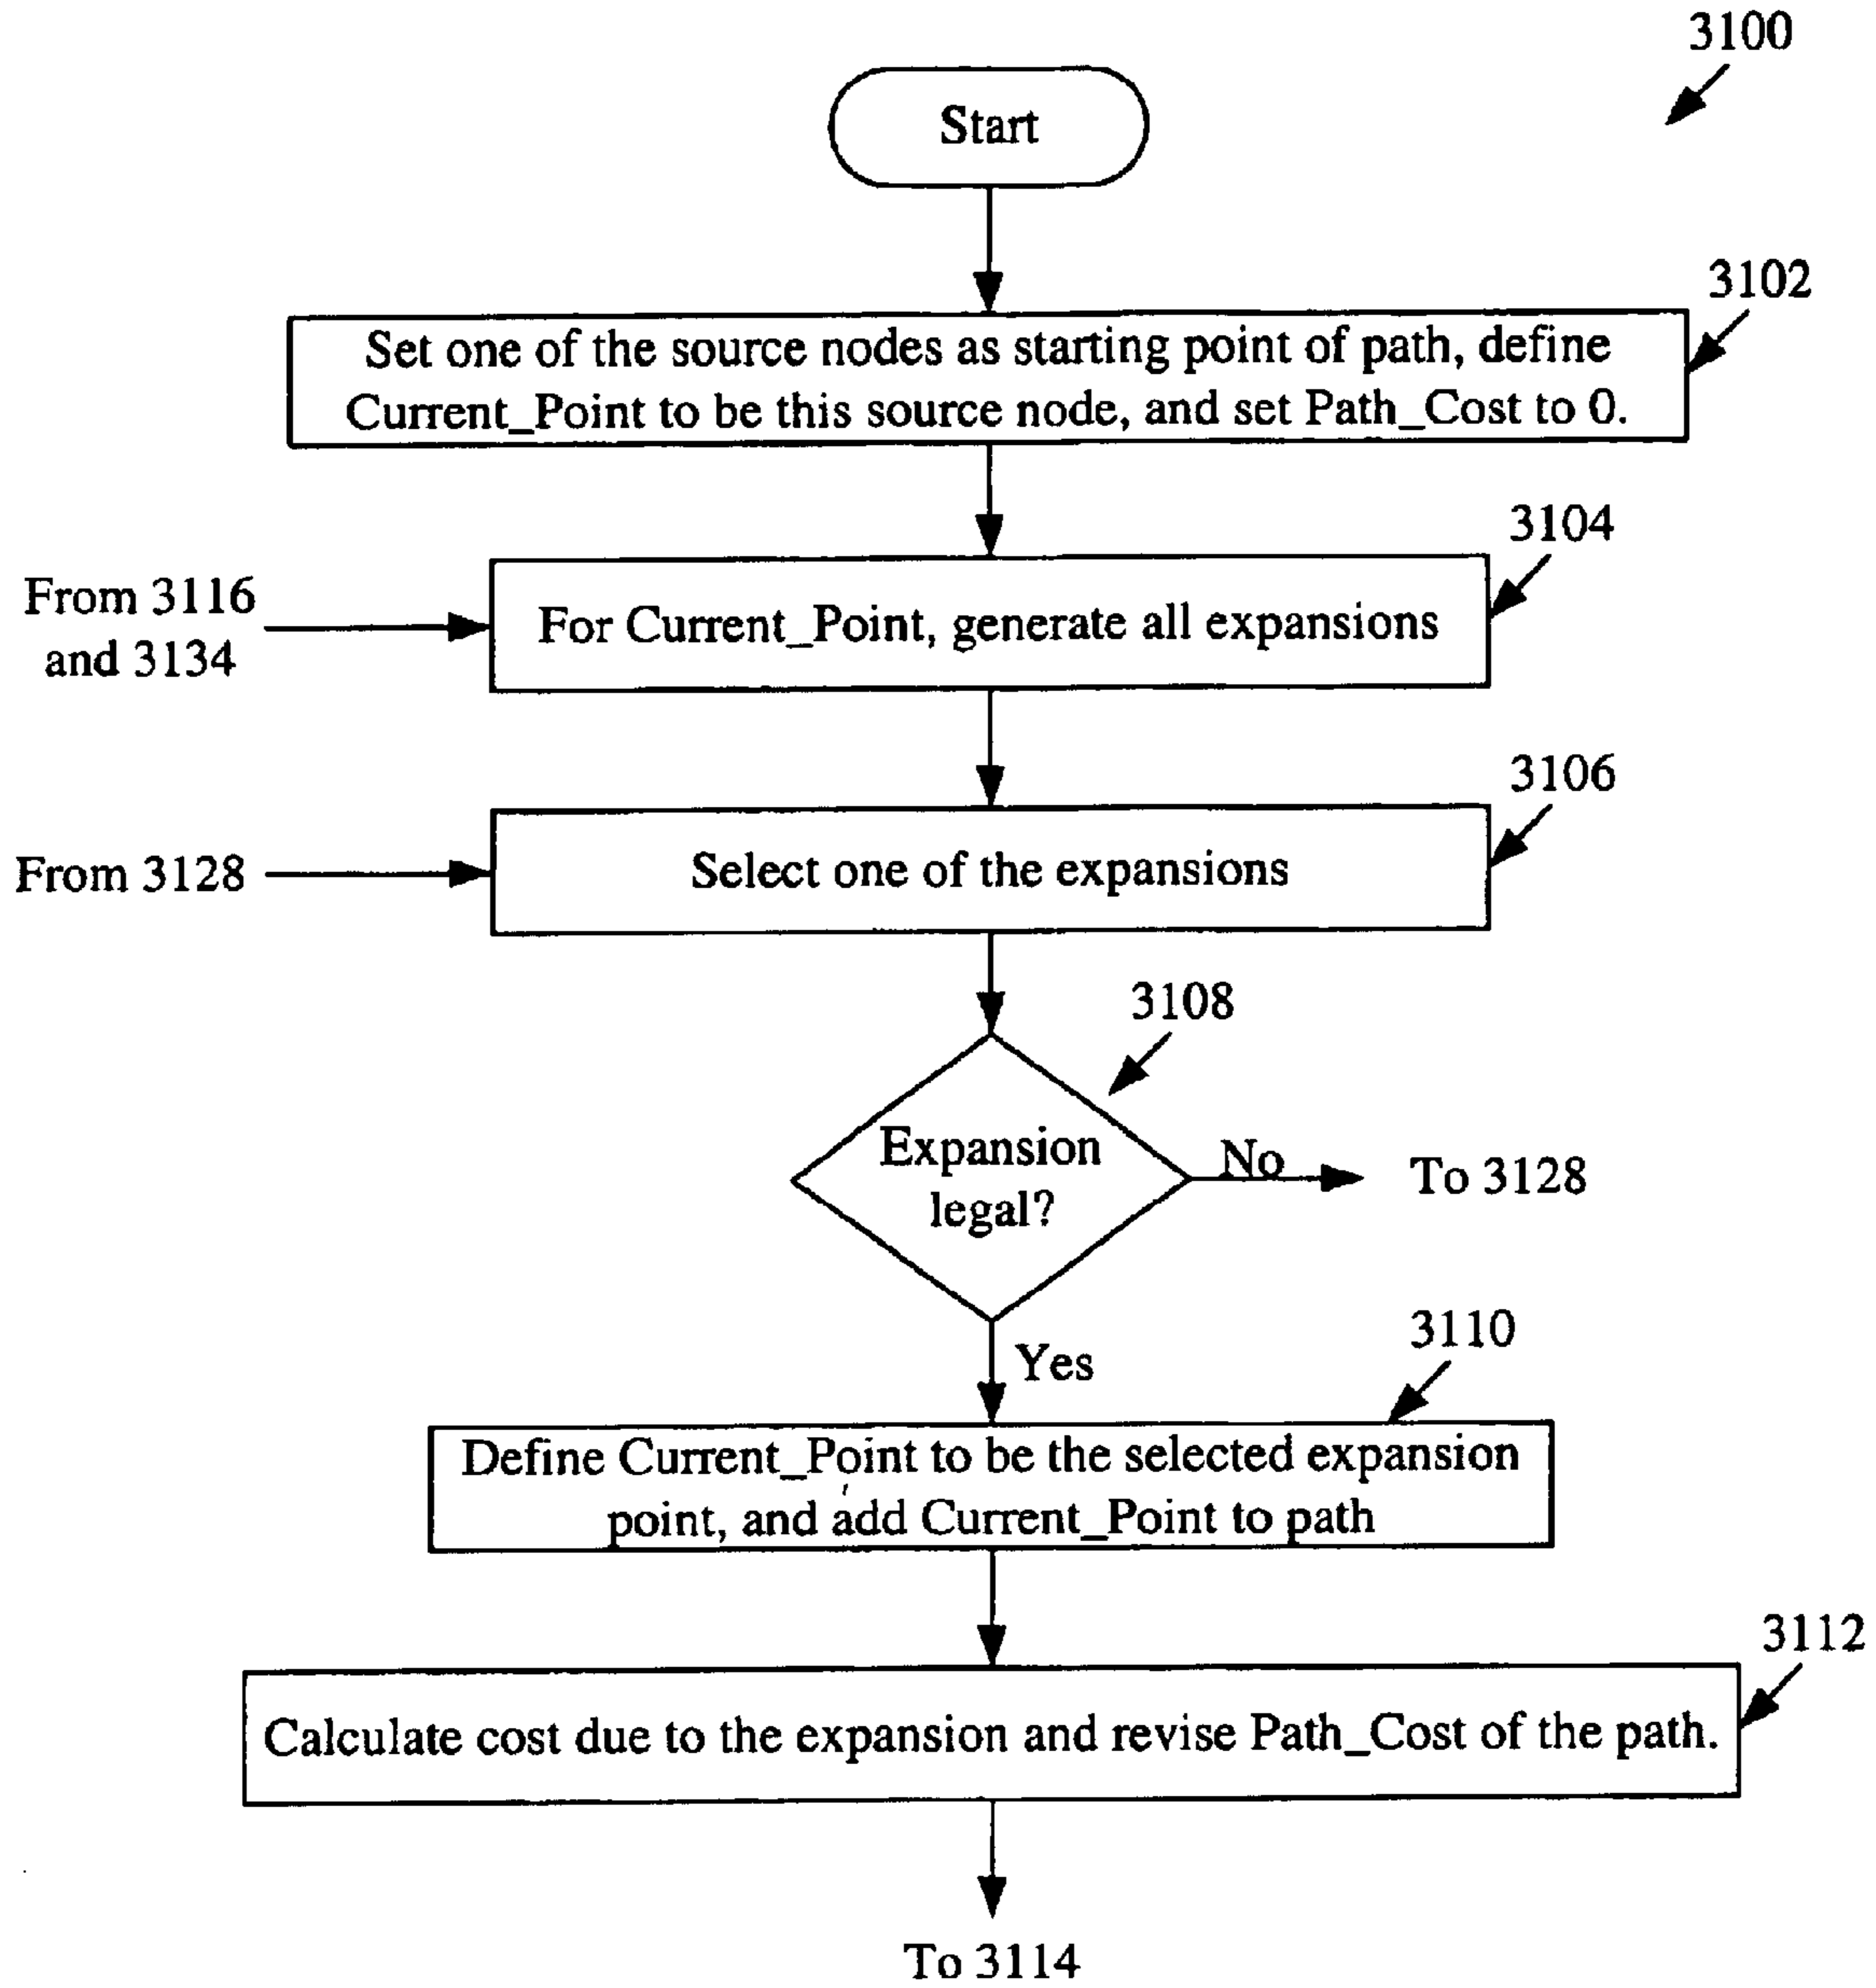 3100
Start
3102
Set one of the source nodes as starting point of path, define
Current_Point to be this source node, and set Path_Cost to 0.
3104
From 3116
and 3134
For Current_Point, generate all expansions
3106
From 3128
Select one of the expansions
3108
Expansion
legal?
No
To 3128
Yes
3110
Define Current_Point to be the selected expansion
point, and add Current_Point to path
3112
Calculate cost due to the expansion and revise Path_Cost of the path.
To 3114